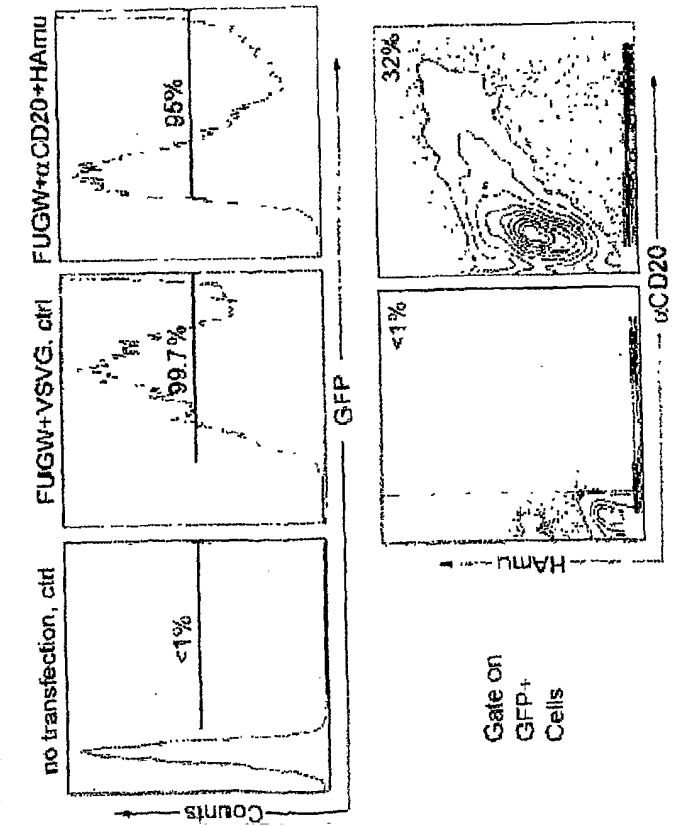 no transfection, ctrl
FUGW+VSVG, ctrl
FUGW+αCD20+HAmu
<1%
99.7%
95%
Counts
GFP
Gate on
GFP+
Cells
<1%
32%
HAmu
αCD20